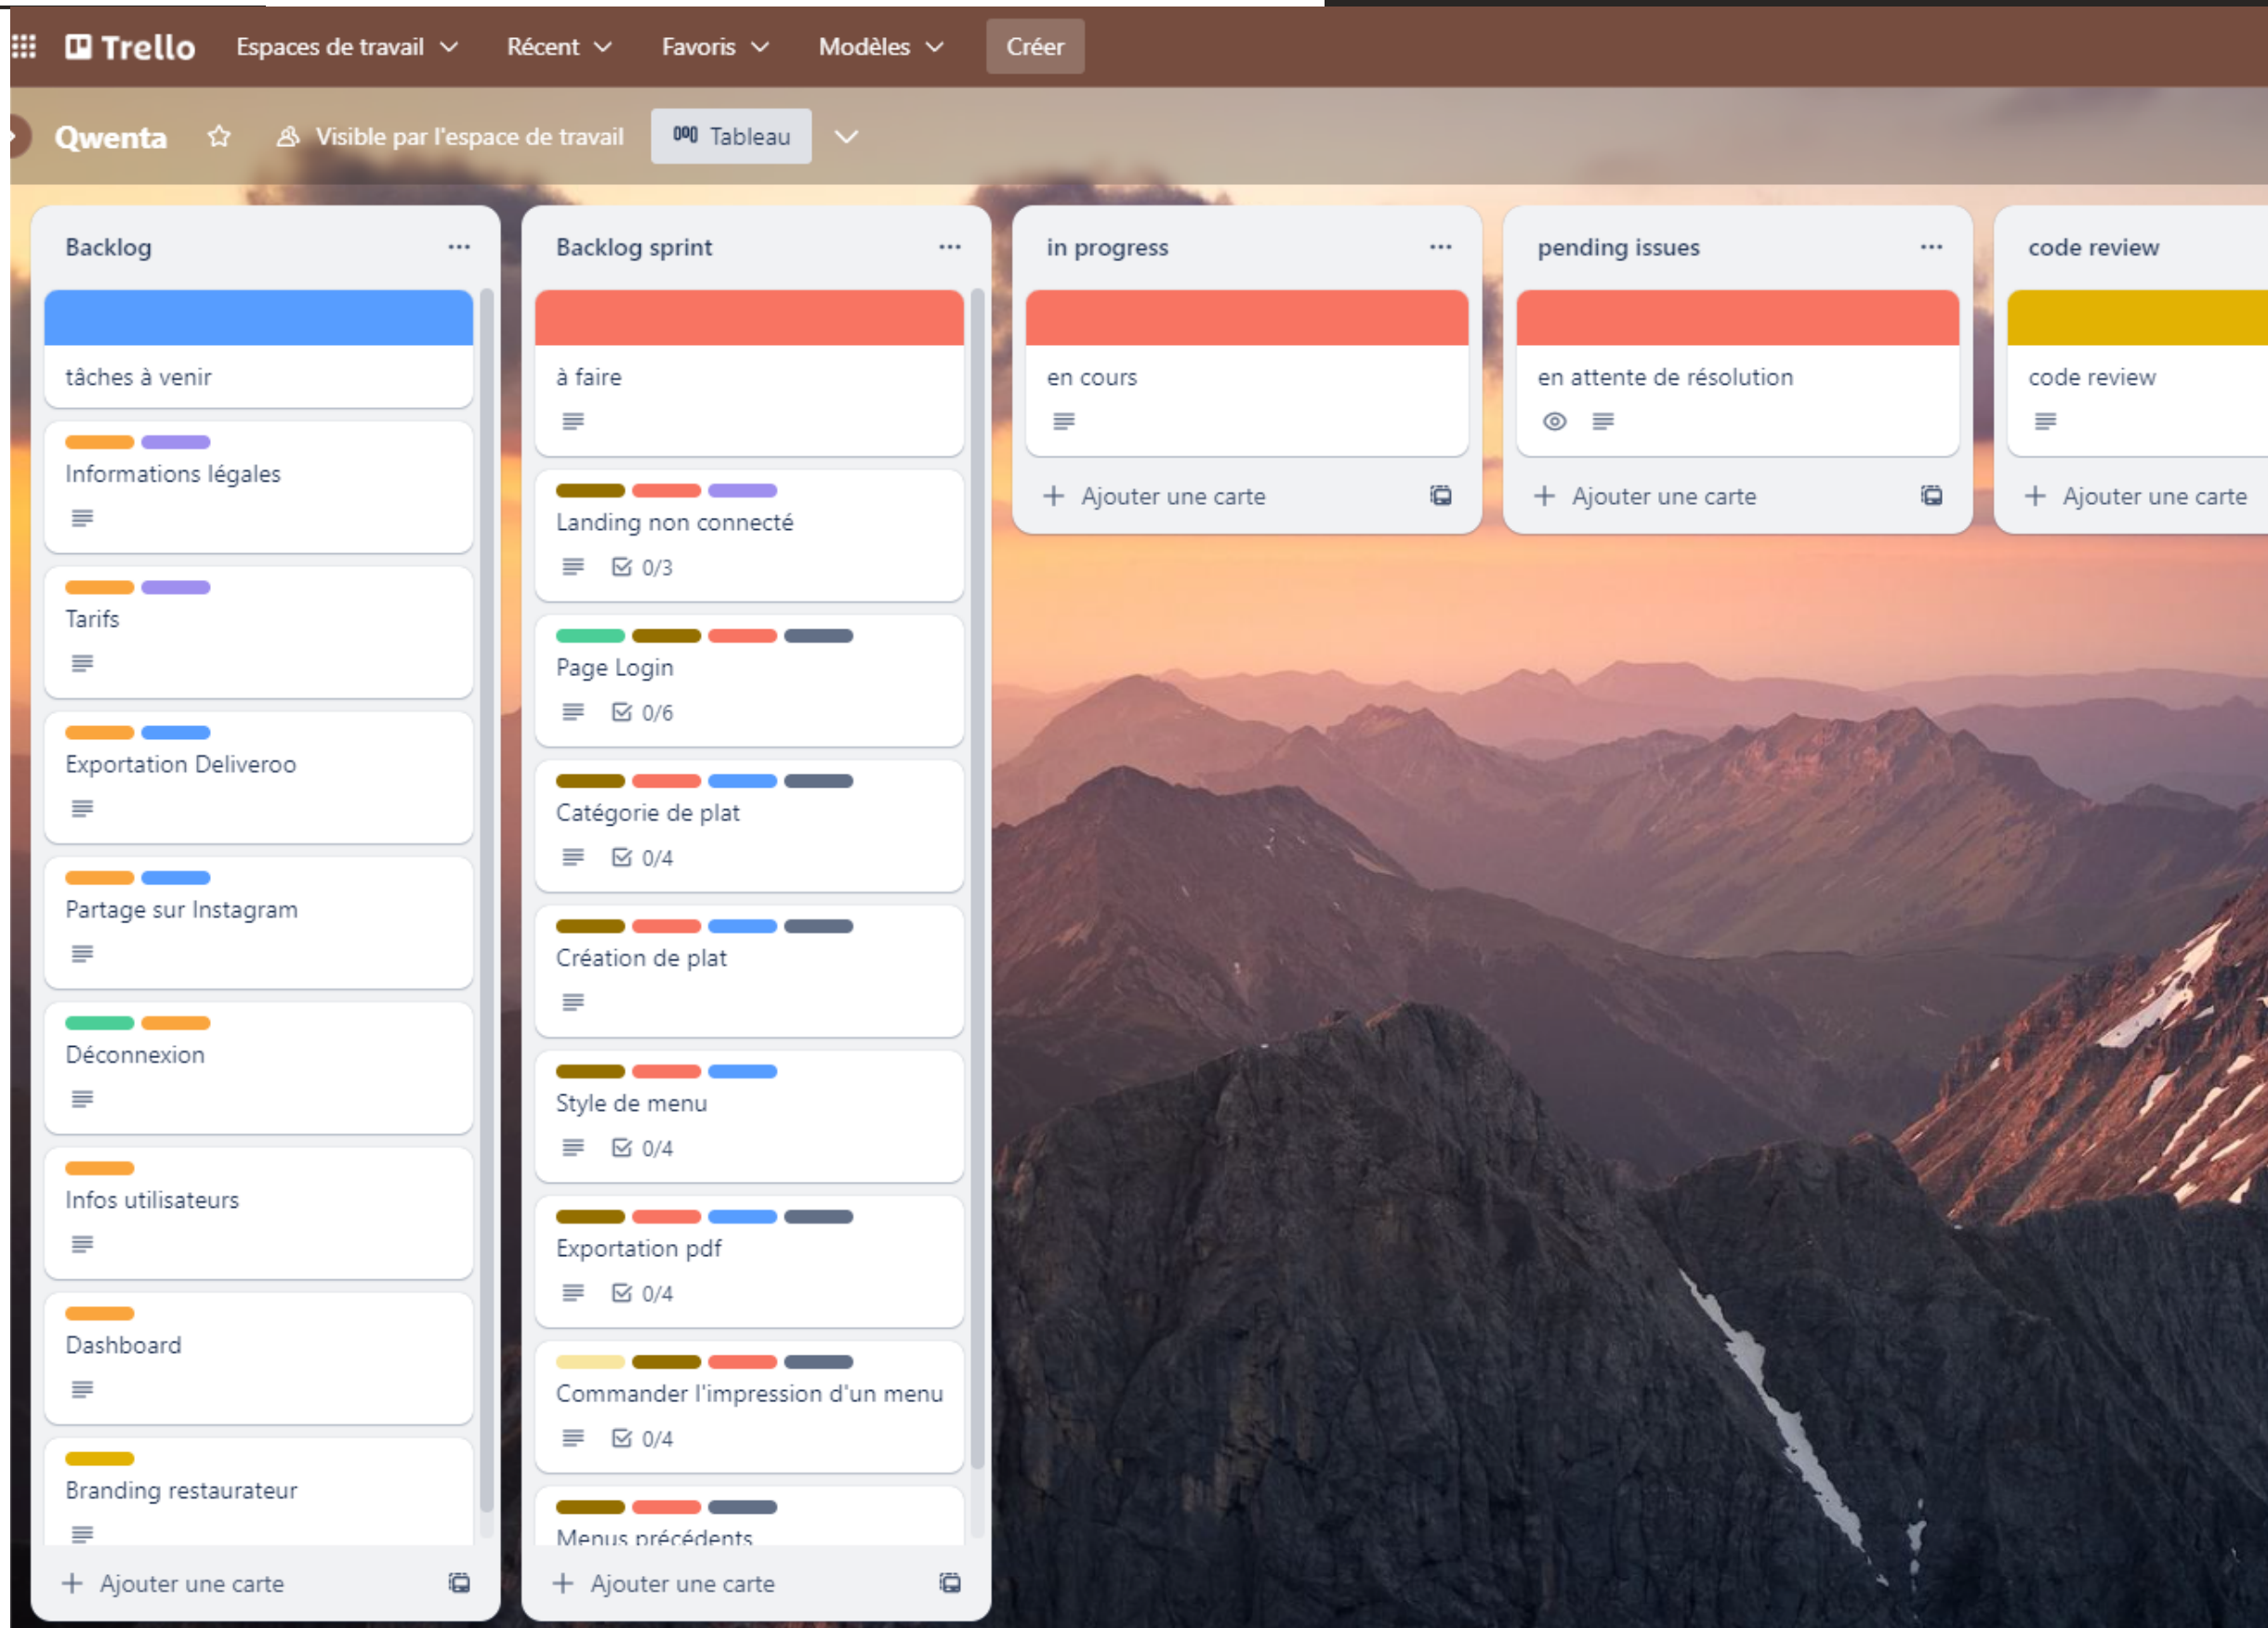 Trello
Espaces de travail
Récent
Favoris
Modèles
Créer
Qwenta
Visible par l'espace de travail
Tableau
Backlog
tâches à venir
Informations légales
Tarifs
Exportation Deliveroo
Partage sur Instagram
Déconnexion
Infos utilisateurs
Dashboard
Branding restaurateur
Ajouter une carte
Backlog sprint
à faire
Landing non connecté
0/3
Page Login
0/6
Catégorie de plat
0/4
Création de plat
Style de menu
0/4
Exportation pdf
0/4
Commander l'impression d'un menu
0/4
Menus précédents
Ajouter une carte
in progress
en cours
Ajouter une carte
pending issues
en attente de résolution
Ajouter une carte
code review
code review
Ajouter une carte